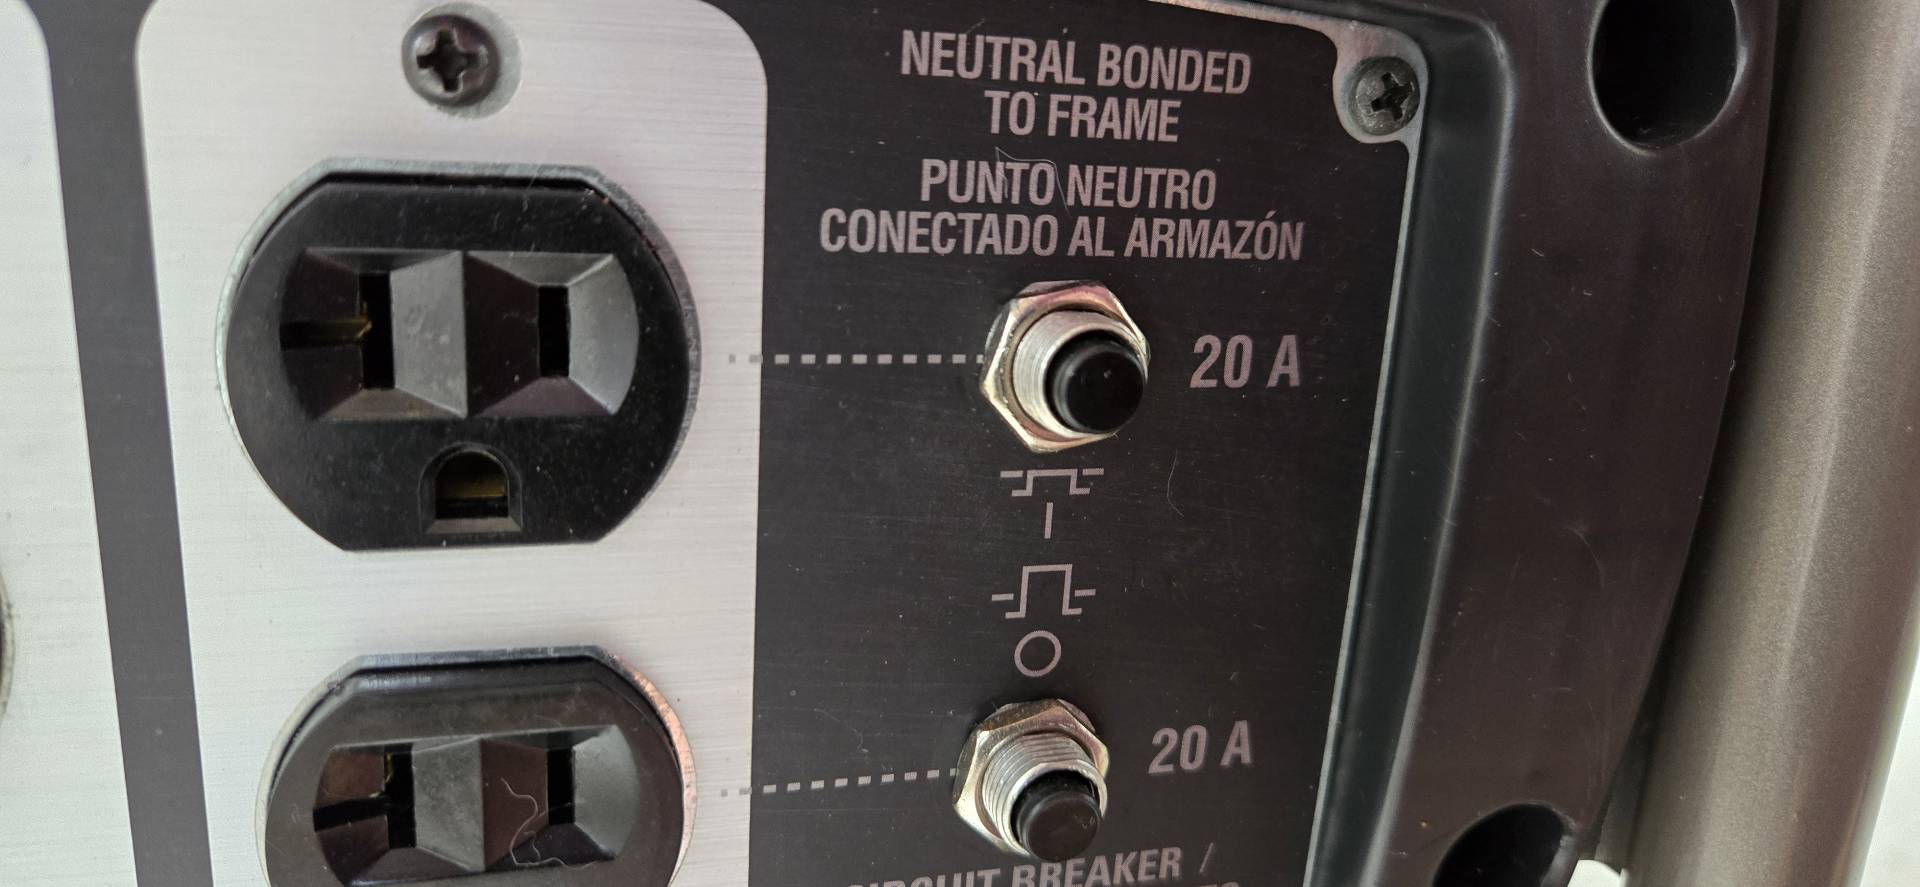 NEUTRAL BONDED
TO FRAME
PUNTO NEUTRO
CONECTADO AL ARMAZÓN
20 A
20 A
CIRCUIT BREAKER /